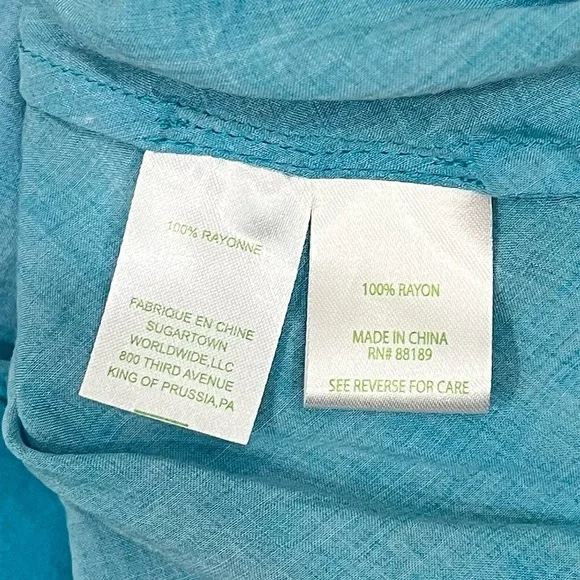 100% RAYONNE
FABRIQUE EN CHINE
SUGARTOWN
WORLDWIDE,LLC
800 THIRD AVENUE
KING OF PRUSSIA,PA
100% RAYON
MADE IN CHINA
RN# 88189
SEE REVERSE FOR CARE